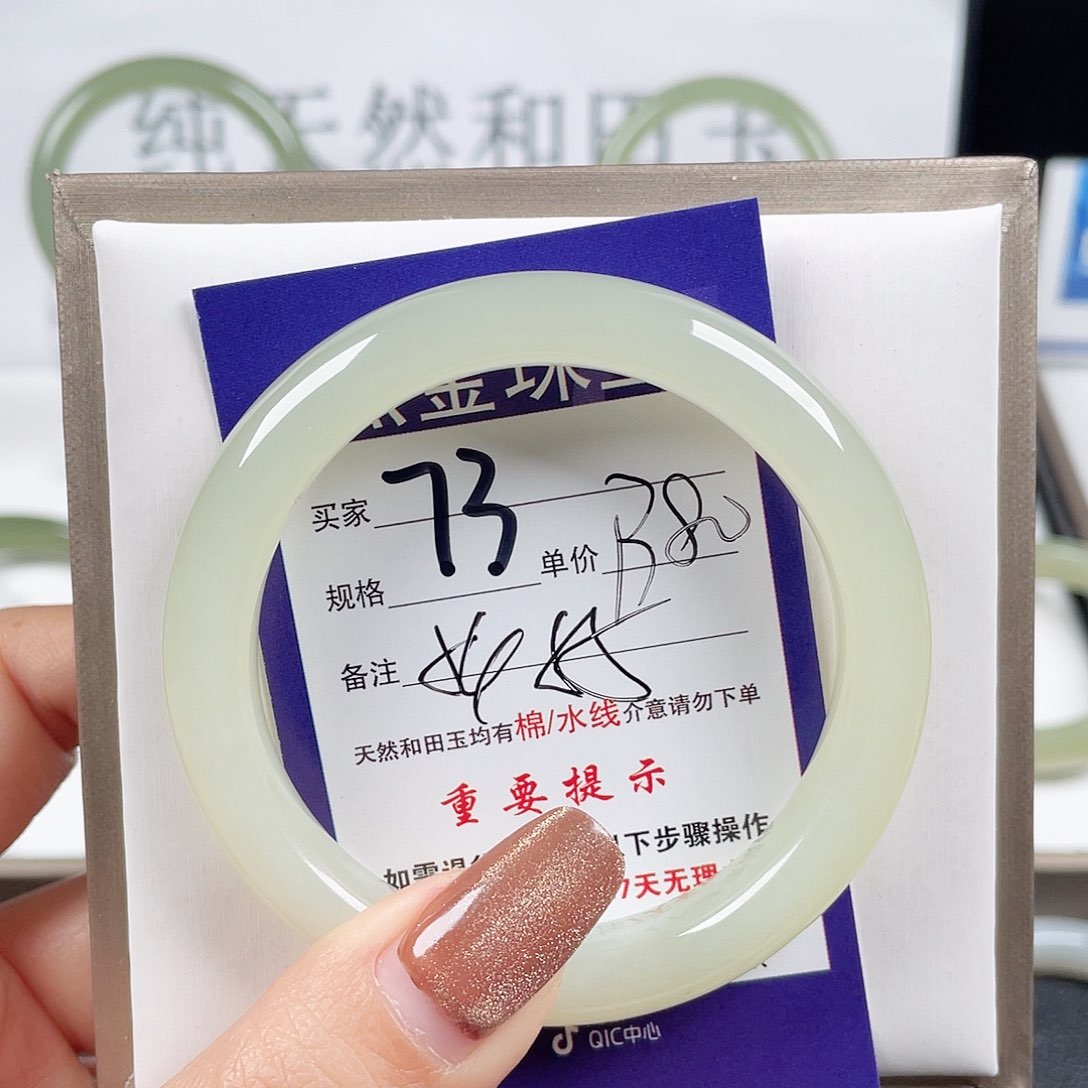 纯天然和田玉
金珠
买家 73
规格 单价
备注
天然和田玉均有棉/水线介意请勿下单
重要提示
下步骤操作
7天无理
QIC中心